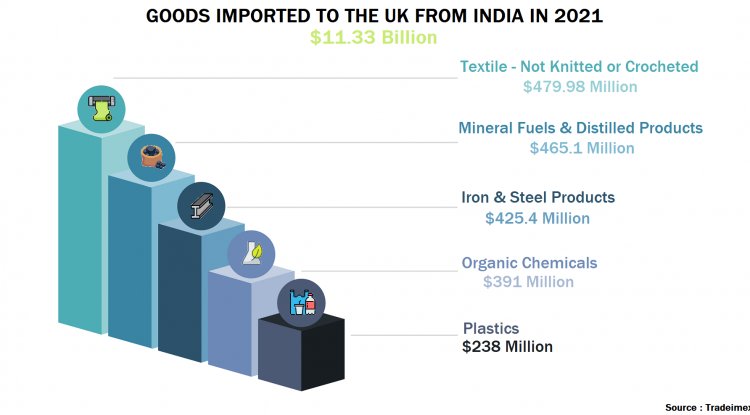 GOODS IMPORTED TO THE UK FROM INDIA IN 2021
$11.33 Billion
Textile - Not Knitted or Crocheted
$479.98 Million
Mineral Fuels & Distilled Products
$465.1 Million
Iron & Steel Products
$425.4 Million
Organic Chemicals
$391 Million
Plastics
$238 Million
Source : Tradeimex